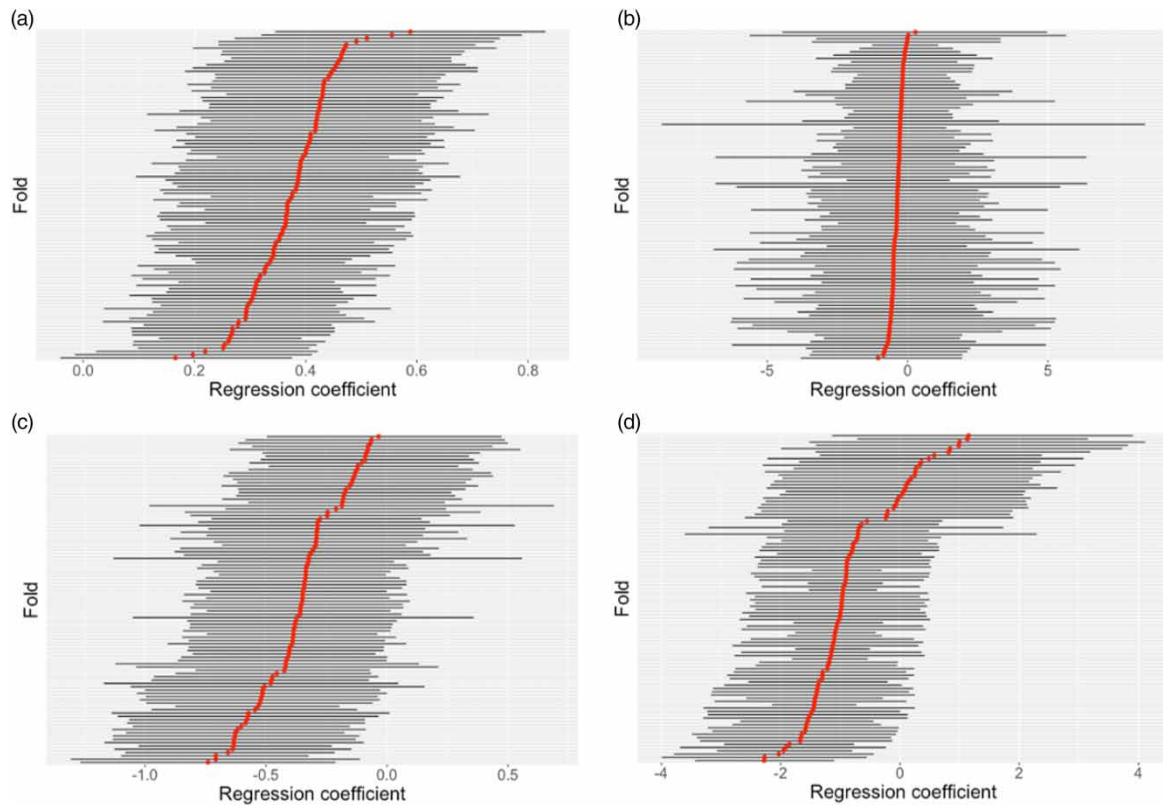 (a)
Fold
0.0 0.2 0.4 0.6 0.8
Regression coefficient
(b)
Fold
-5 0 5
Regression coefficient
(c)
Fold
-1.0 -0.5 0.0 0.5
Regression coefficient
(d)
Fold
-4 -2 0 2 4
Regression coefficient